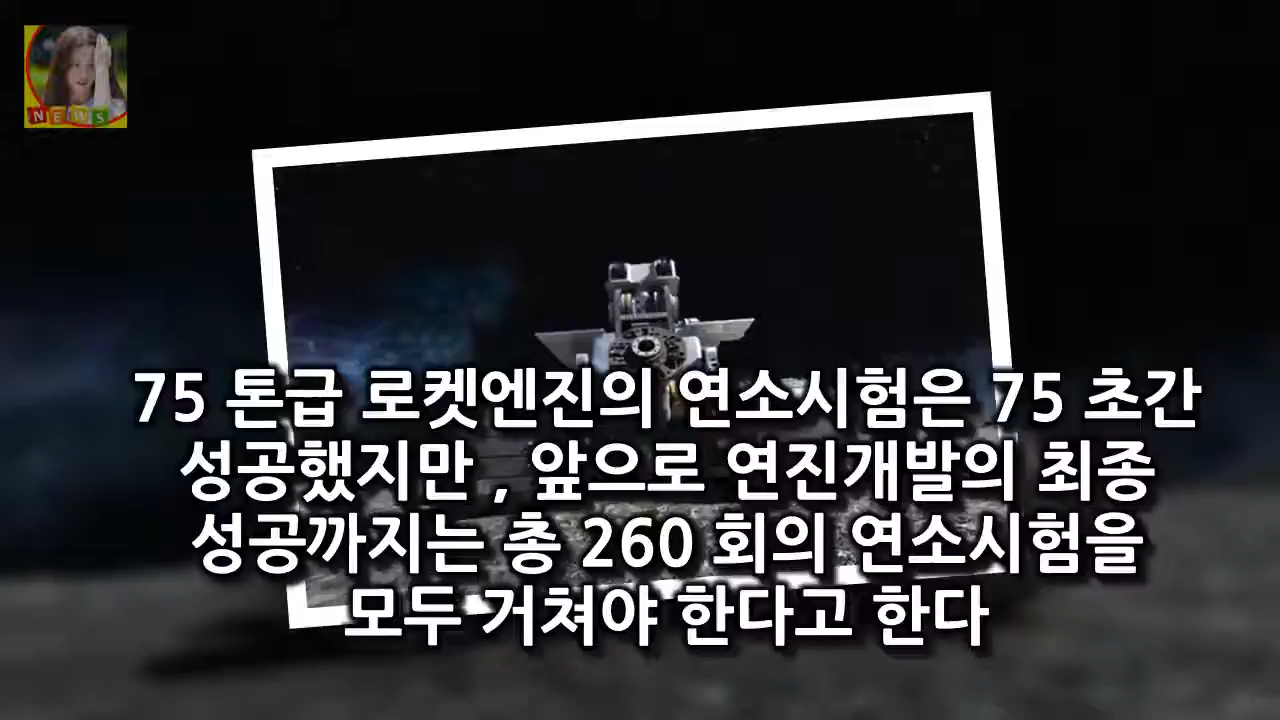 NEWS
75 톤급 로켓엔진의 연소시험은 75 초간
성공했지만 , 앞으로 연진개발의 최종
성공까지는 총 260 회의 연소시험을
모두 거쳐야 한다고 한다